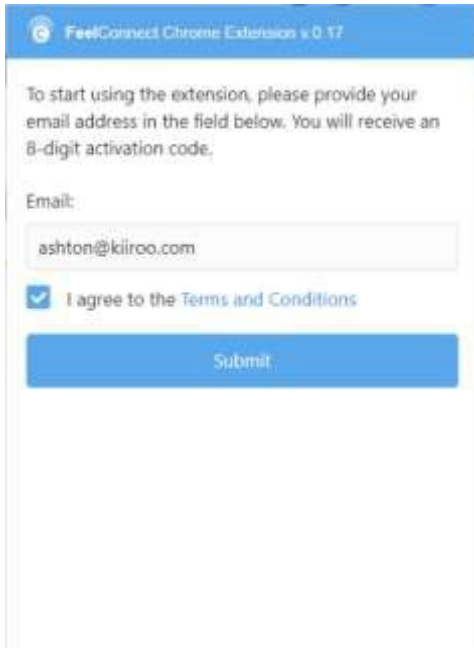 FeelConnect Chrome Extension v 0.17
To start using the extension, please provide your
email address in the field below. You will receive an
8-digit activation code.
Email:
ashton@kiiroo.com
I agree to the Terms and Conditions
Submit